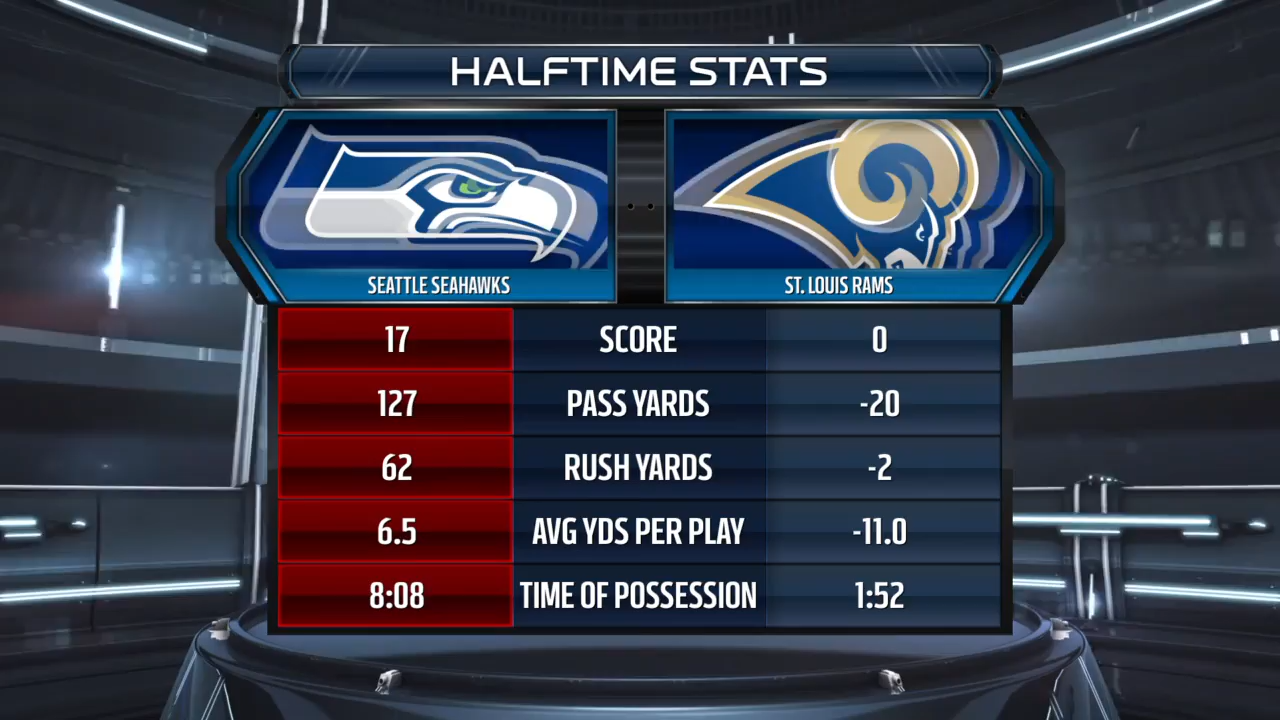 HALFTIME STATS
SEATTLE SEAHAWKS
ST. LOUIS RAMS
17 SCORE 0
127 PASS YARDS -20
62 RUSH YARDS -2
6.5 AVG YDS PER PLAY -11.0
8:08 TIME OF POSSESSION 1:52